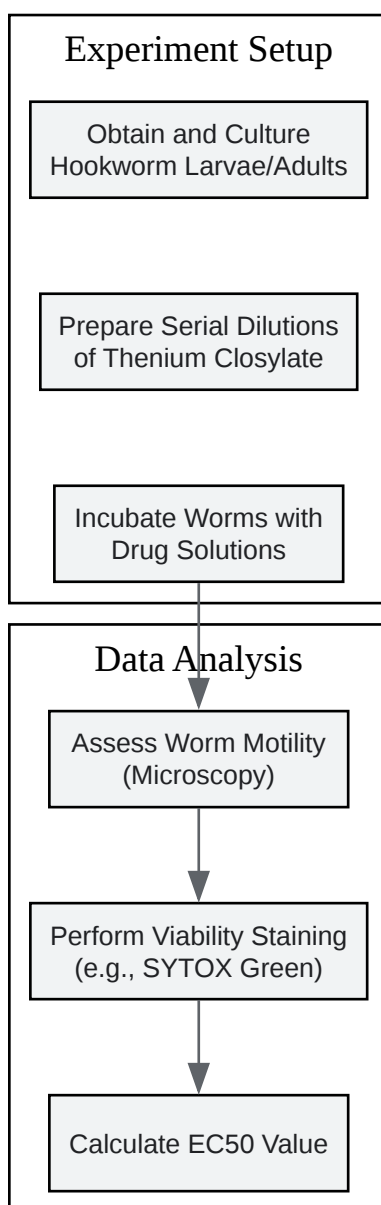 Experiment Setup
Obtain and Culture
Hookworm Larvae/Adults
Prepare Serial Dilutions
of Thenium Closylate
Incubate Worms with
Drug Solutions
Data Analysis
Assess Worm Motility
(Microscopy)
Perform Viability Staining
(e.g., SYTOX Green)
Calculate EC50 Value